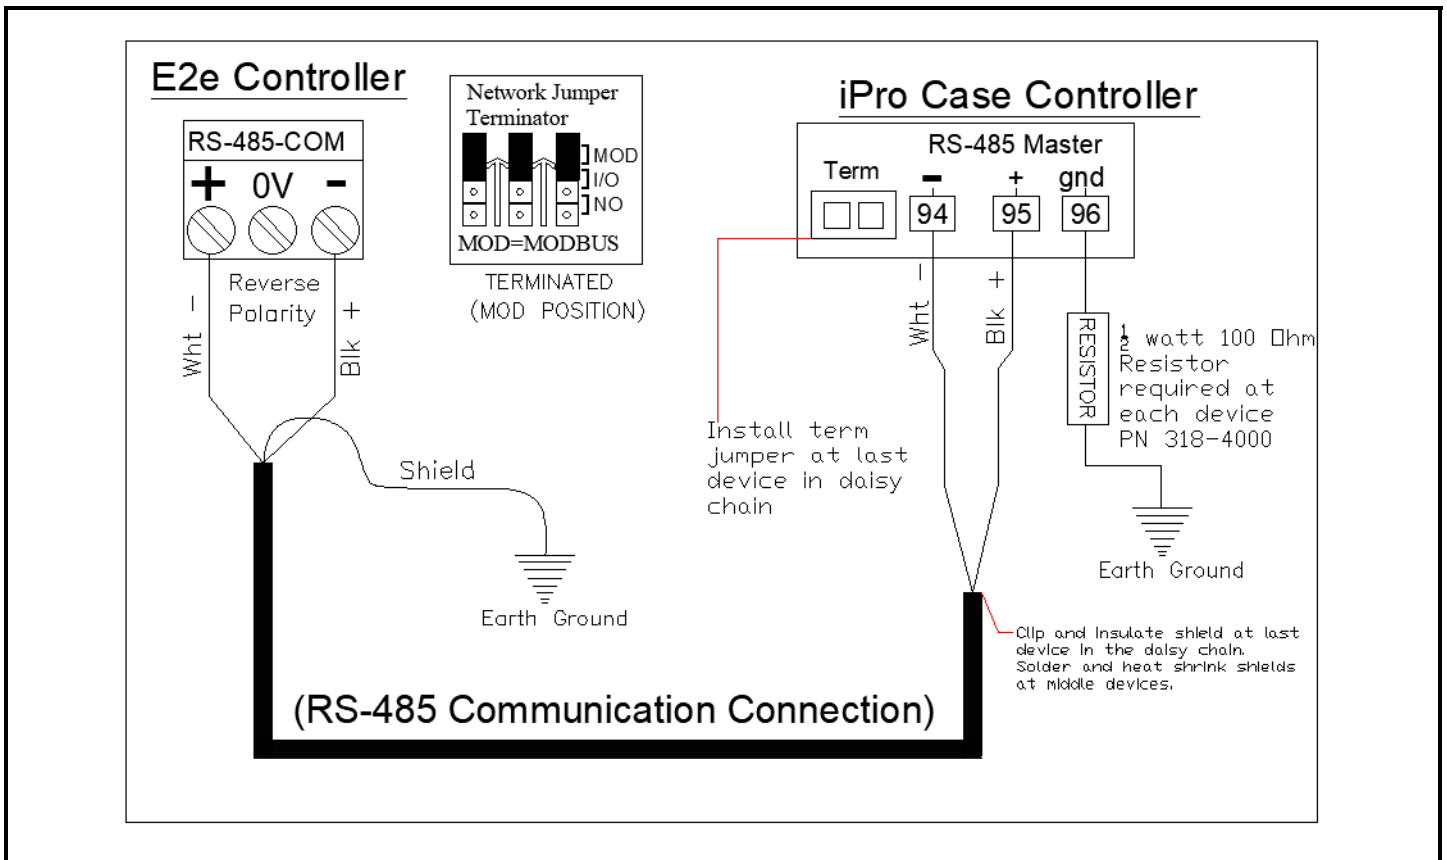 E2e Controller
RS-485-COM
+ 0V -
Reverse
Polarity
Wht -
Blk +
Shield
Earth Ground
Network Jumper
Terminator
MOD
I/O
NO
MOD=MODBUS
TERMINATED
(MOD POSITION)
iPro Case Controller
RS-485 Master
Term
- + gnd
94 95 96
Wht -
Blk +
RESISTOR
1/2 watt 100 Ohm
Resistor
required at
each device
PN 318-4000
Earth Ground
Install term
jumper at last
device in daisy
chain
Clip and insulate shield at last
device in the daisy chain.
Solder and heat shrink shields
at middle devices.
(RS-485 Communication Connection)